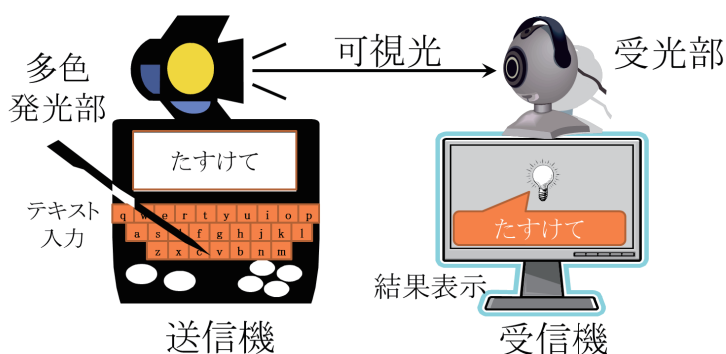 可視光
受光部
多色
発光部
たすけて
テキスト
入力
q w e r t y u i o p
a s f g h j k l
z x c v b n m
たすけて
結果表示
送信機
受信機